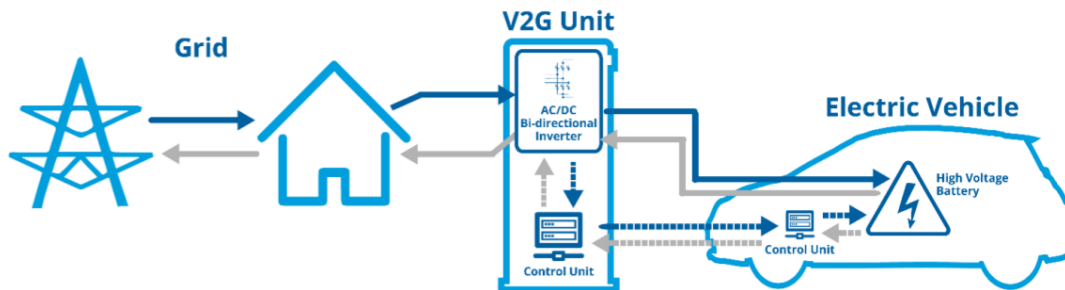 V2G Unit
Grid
AC/DC
Bi-directional
Inverter
Electric Vehicle
High Voltage
Battery
Control Unit
Control Unit